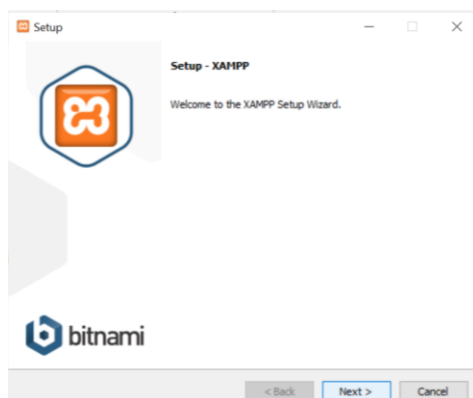 Setup
Setup - XAMPP
Welcome to the XAMPP Setup Wizard.
bitnami
< Back
Next >
Cancel